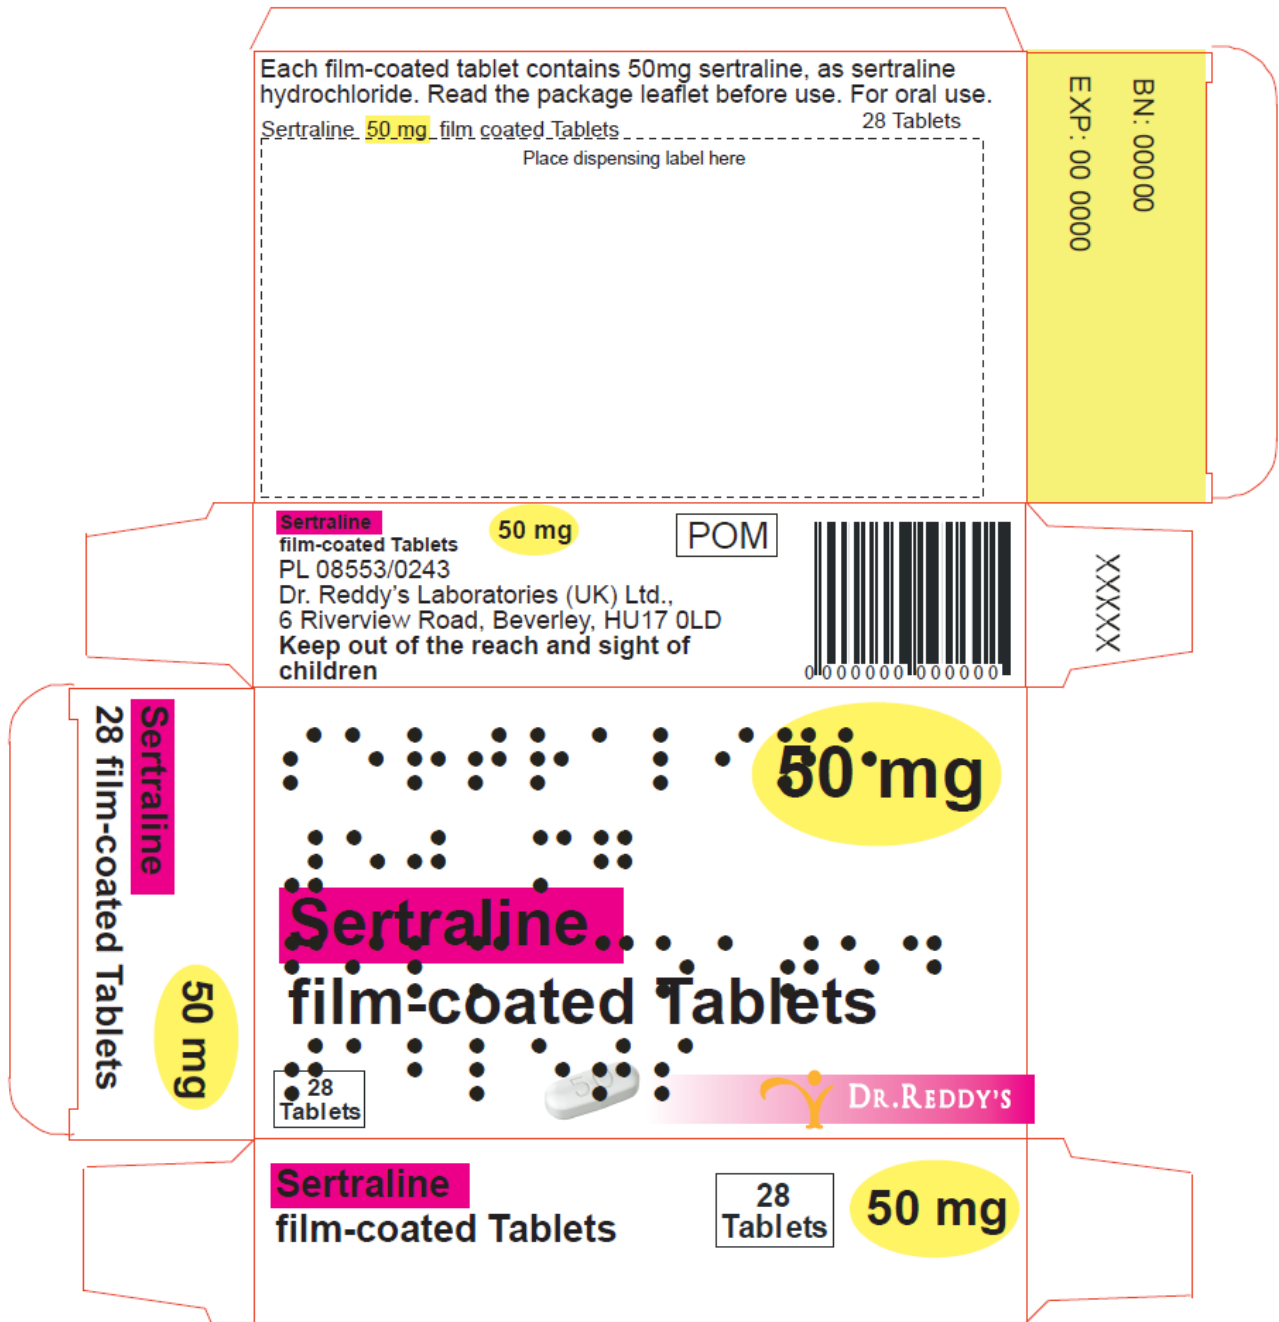 Each film-coated tablet contains 50mg sertraline, as sertraline
hydrochloride. Read the package leaflet before use. For oral use.
Sertraline 50 mg film coated Tablets 28 Tablets
Place dispensing label here
BN: 00000
EXP: 00 0000
Sertraline
film-coated Tablets
50 mg
POM
PL 08553/0243
Dr. Reddy's Laboratories (UK) Ltd.,
6 Riverview Road, Beverley, HU17 0LD
Keep out of the reach and sight of
children
0 000000 000000
XXXXX
Sertraline
28 film-coated Tablets
50 mg
50 mg
Sertraline
film-coated Tablets
28
Tablets
50
DR.REDDY'S
Sertraline
film-coated Tablets
28
Tablets
50 mg